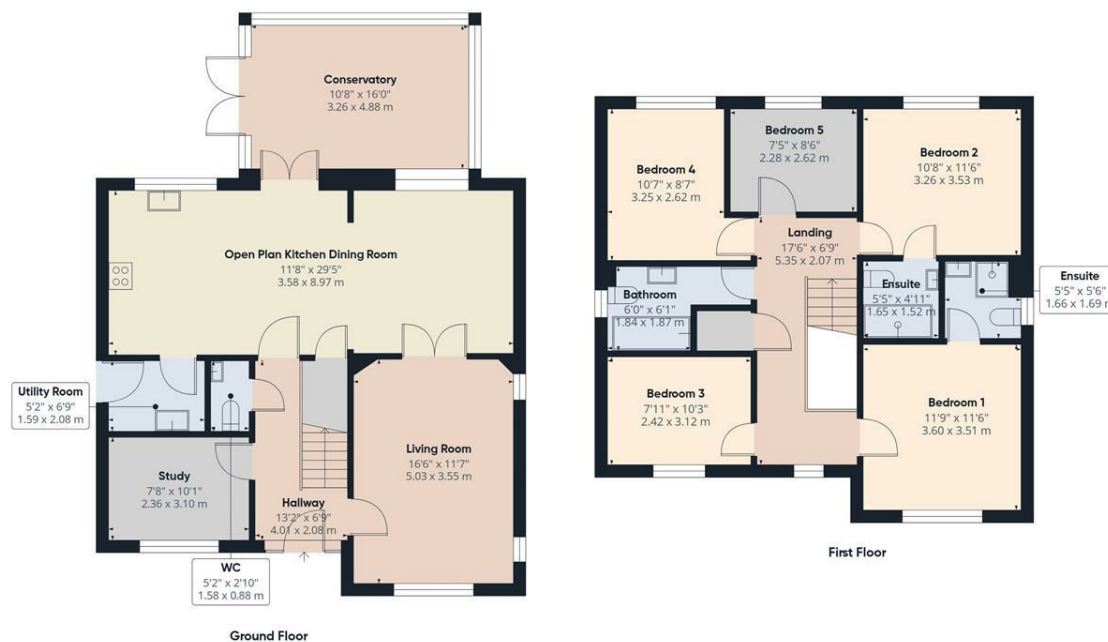 Conservatory
10'8" x 16'0"
3.26 x 4.88 m
Open Plan Kitchen Dining Room
11'8" x 29'5"
3.58 x 8.97 m
Utility Room
5'2" x 6'9"
1.59 x 2.08 m
Study
7'8" x 10'1"
2.36 x 3.10 m
Hallway
13'2" x 6'9"
4.01 x 2.08 m
Living Room
16'6" x 11'7"
5.03 x 3.55 m
WC
5'2" x 2'10"
1.58 x 0.88 m
Ground Floor
Bedroom 4
10'7" x 8'7"
3.25 x 2.62 m
Bedroom 5
7'5" x 8'6"
2.28 x 2.62 m
Bedroom 2
10'8" x 11'6"
3.26 x 3.53 m
Landing
17'6" x 6'9"
5.35 x 2.07 m
Bathroom
6'0" x 6'1"
1.84 x 1.87 m
Ensuite
5'5" x 4'11"
1.65 x 1.52 m
Ensuite
5'5" x 5'6"
1.66 x 1.69 m
Bedroom 3
7'11" x 10'3"
2.42 x 3.12 m
Bedroom 1
11'9" x 11'6"
3.60 x 3.51 m
First Floor